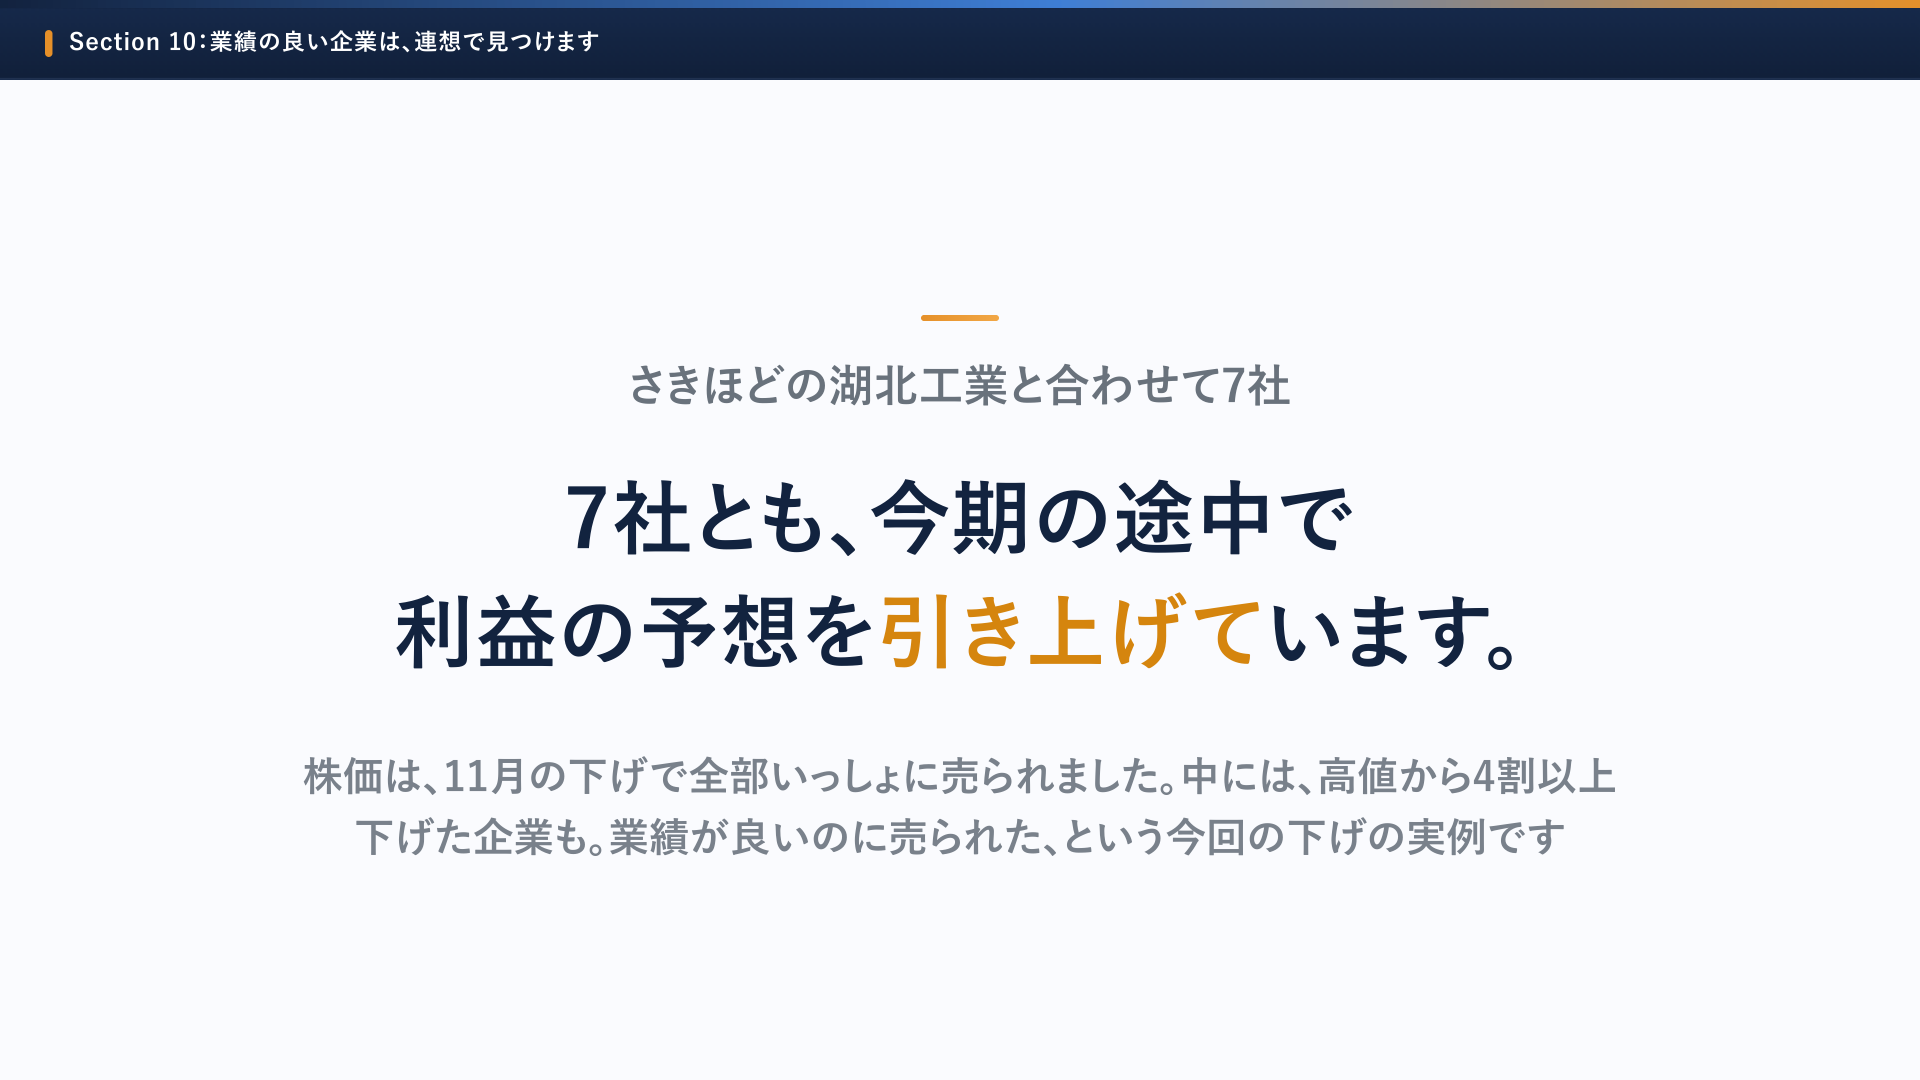 Section 10：業績の良い企業は、連想で見つけます
さきほどの湖北工業と合わせて7社
7社とも、今期の途中で
利益の予想を引き上げています。
株価は、11月の下げで全部いっしょに売られました。中には、高値から4割以上
下げた企業も。業績が良いのに売られた、という今回の下げの実例です